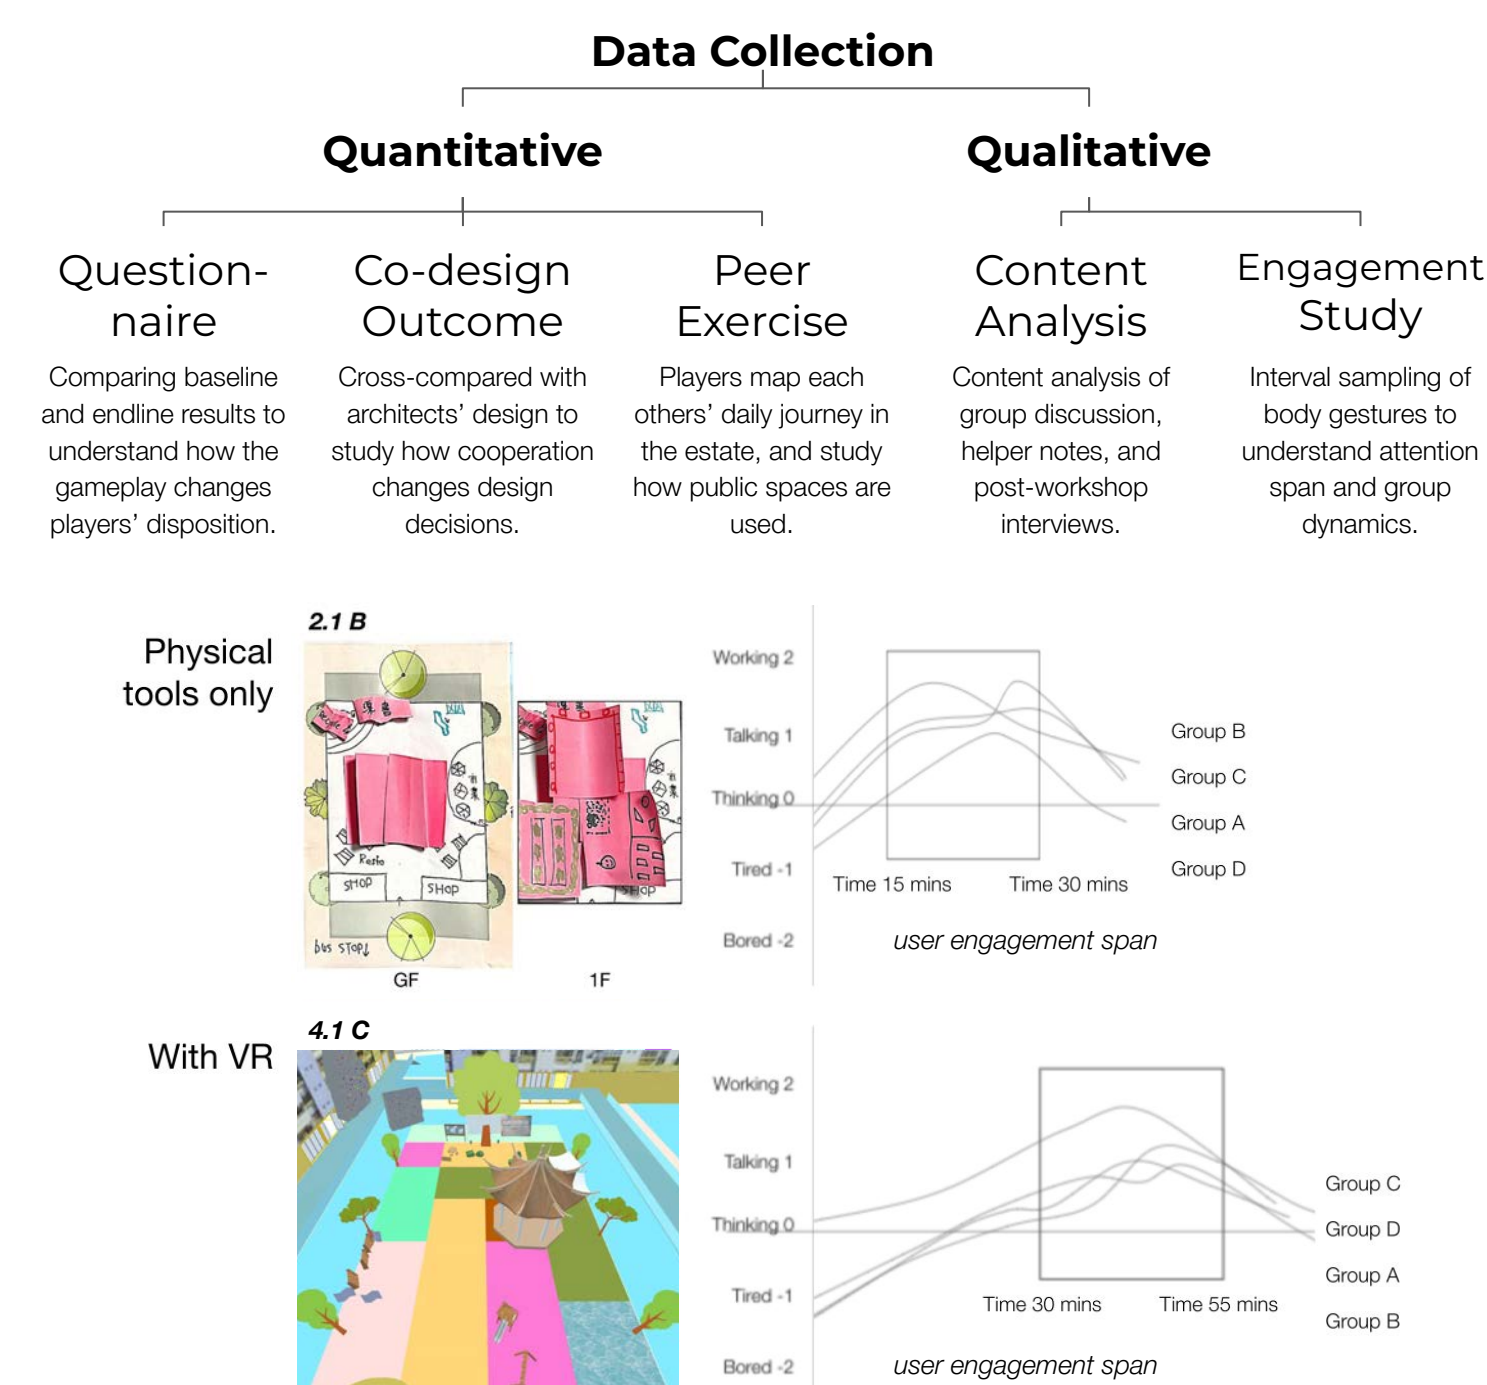 Data Collection
Quantitative
Qualitative
Question-
naire
Comparing baseline
and endline results to
understand how the
gameplay changes
players’ disposition.
Co-design
Outcome
Cross-compared with
architects’ design to
study how cooperation
changes design
decisions.
Peer
Exercise
Players map each
others’ daily journey in
the estate, and study
how public spaces are
used.
Content
Analysis
Content analysis of
group discussion,
helper notes, and
post-workshop
interviews.
Engagement
Study
Interval sampling of
body gestures to
understand attention
span and group
dynamics.
Physical
tools only
2.1 B
Resto
SHOP
SHOP
bus STOP↓
GF
SHOP
1F
Working 2
Talking 1
Thinking 0
Tired -1
Bored -2
Time 15 mins
Time 30 mins
Group B
Group C
Group A
Group D
user engagement span
With VR
4.1 C
Working 2
Talking 1
Thinking 0
Tired -1
Bored -2
Time 30 mins
Time 55 mins
Group C
Group D
Group A
Group B
user engagement span